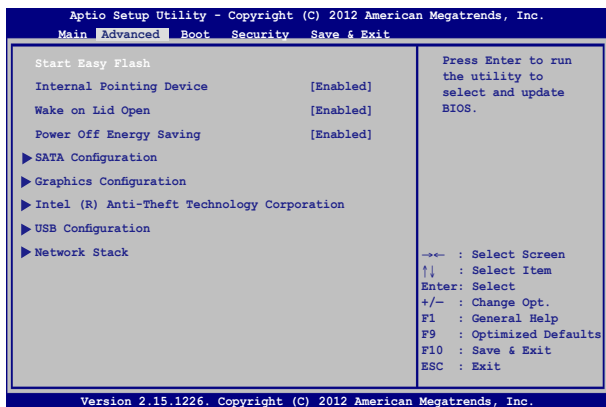 Aptio Setup Utility - Copyright (C) 2012 American Megatrends, Inc.
Main Advanced Boot Security Save & Exit
Start Easy Flash
Internal Pointing Device [Enabled]
Wake on Lid Open [Enabled]
Power Off Energy Saving [Enabled]
SATA Configuration
Graphics Configuration
Intel (R) Anti-Theft Technology Corporation
USB Configuration
Network Stack
Press Enter to run
the utility to
select and update
BIOS.
→← : Select Screen
↑↓ : Select Item
Enter: Select
+/— : Change Opt.
F1 : General Help
F9 : Optimized Defaults
F10 : Save & Exit
ESC : Exit
Version 2.15.1226. Copyright (C) 2012 American Megatrends, Inc.